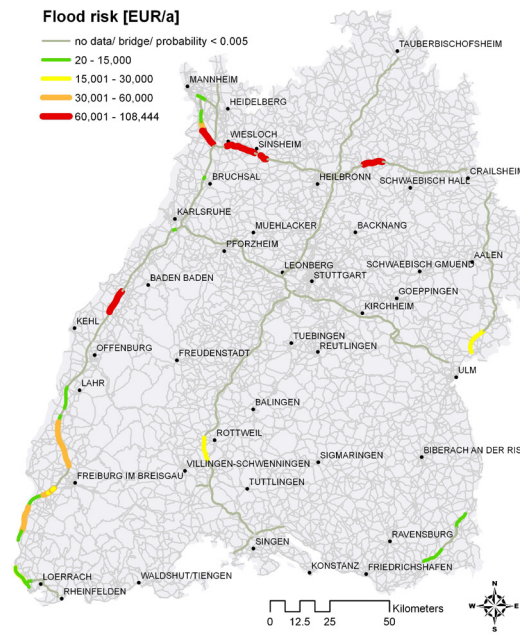 Flood risk [EUR/a]
no data/ bridge/ probability < 0.005
20 - 15,000
15,001 - 30,000
30,001 - 60,000
60,001 - 108,444
TAUBERBISCHOFSHEIM
MANNHEIM
HEIDELBERG
WIESLOCH
SINSHEIM
CRAILSHEIM
BRUCHSAL
HEILBRONN
SCHWAEBISCH HALL
KARLSRUHE
MUEHLACKER
BACKNANG
PFORZHEIM
AALEN
LEONBERG
SCHWAEBISCH GMUEND
STUTTGART
BADEN BADEN
GOEPPINGEN
KIRCHHEIM
KEHL
TUEBINGEN
OFFENBURG
FREUDENSTADT
REUTLINGEN
ULM
LAHR
BALINGEN
ROTTWEIL
BIBERACH AN DER RIS
SIGMARINGEN
VILLINGEN-SCHWENNINGEN
FREIBURG IM BREISGAU
TUTTLINGEN
RAVENSBURG
SINGEN
KONSTANZ
FRIEDRICHSHAFEN
LOERRACH
WALDSHUT/TIENGEN
RHEINFELDEN
Kilometers
0 12.5 25 50
N
W E
S